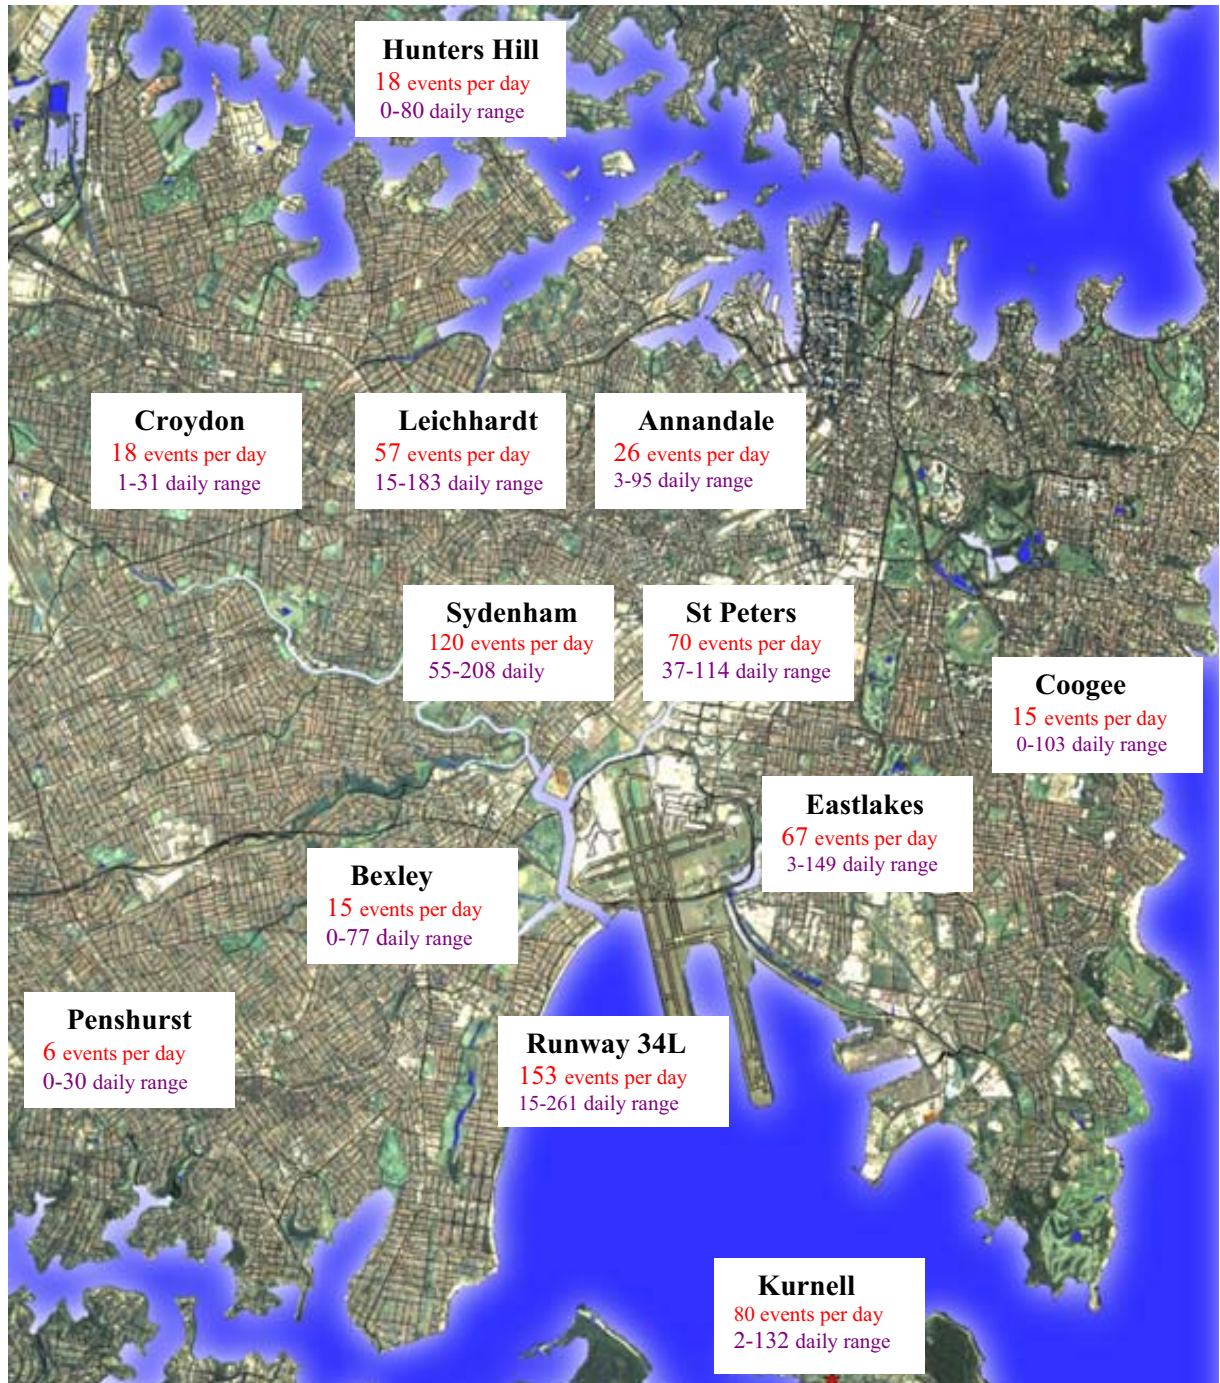 Hunters Hill
18 events per day
0-80 daily range
Croydon
18 events per day
1-31 daily range
Leichhardt
57 events per day
15-183 daily range
Annandale
26 events per day
3-95 daily range
Sydenham
120 events per day
55-208 daily
St Peters
70 events per day
37-114 daily range
Coogee
15 events per day
0-103 daily range
Eastlakes
67 events per day
3-149 daily range
Bexley
15 events per day
0-77 daily range
Penshurst
6 events per day
0-30 daily range
Runway 34L
153 events per day
15-261 daily range
Kurnell
80 events per day
2-132 daily range